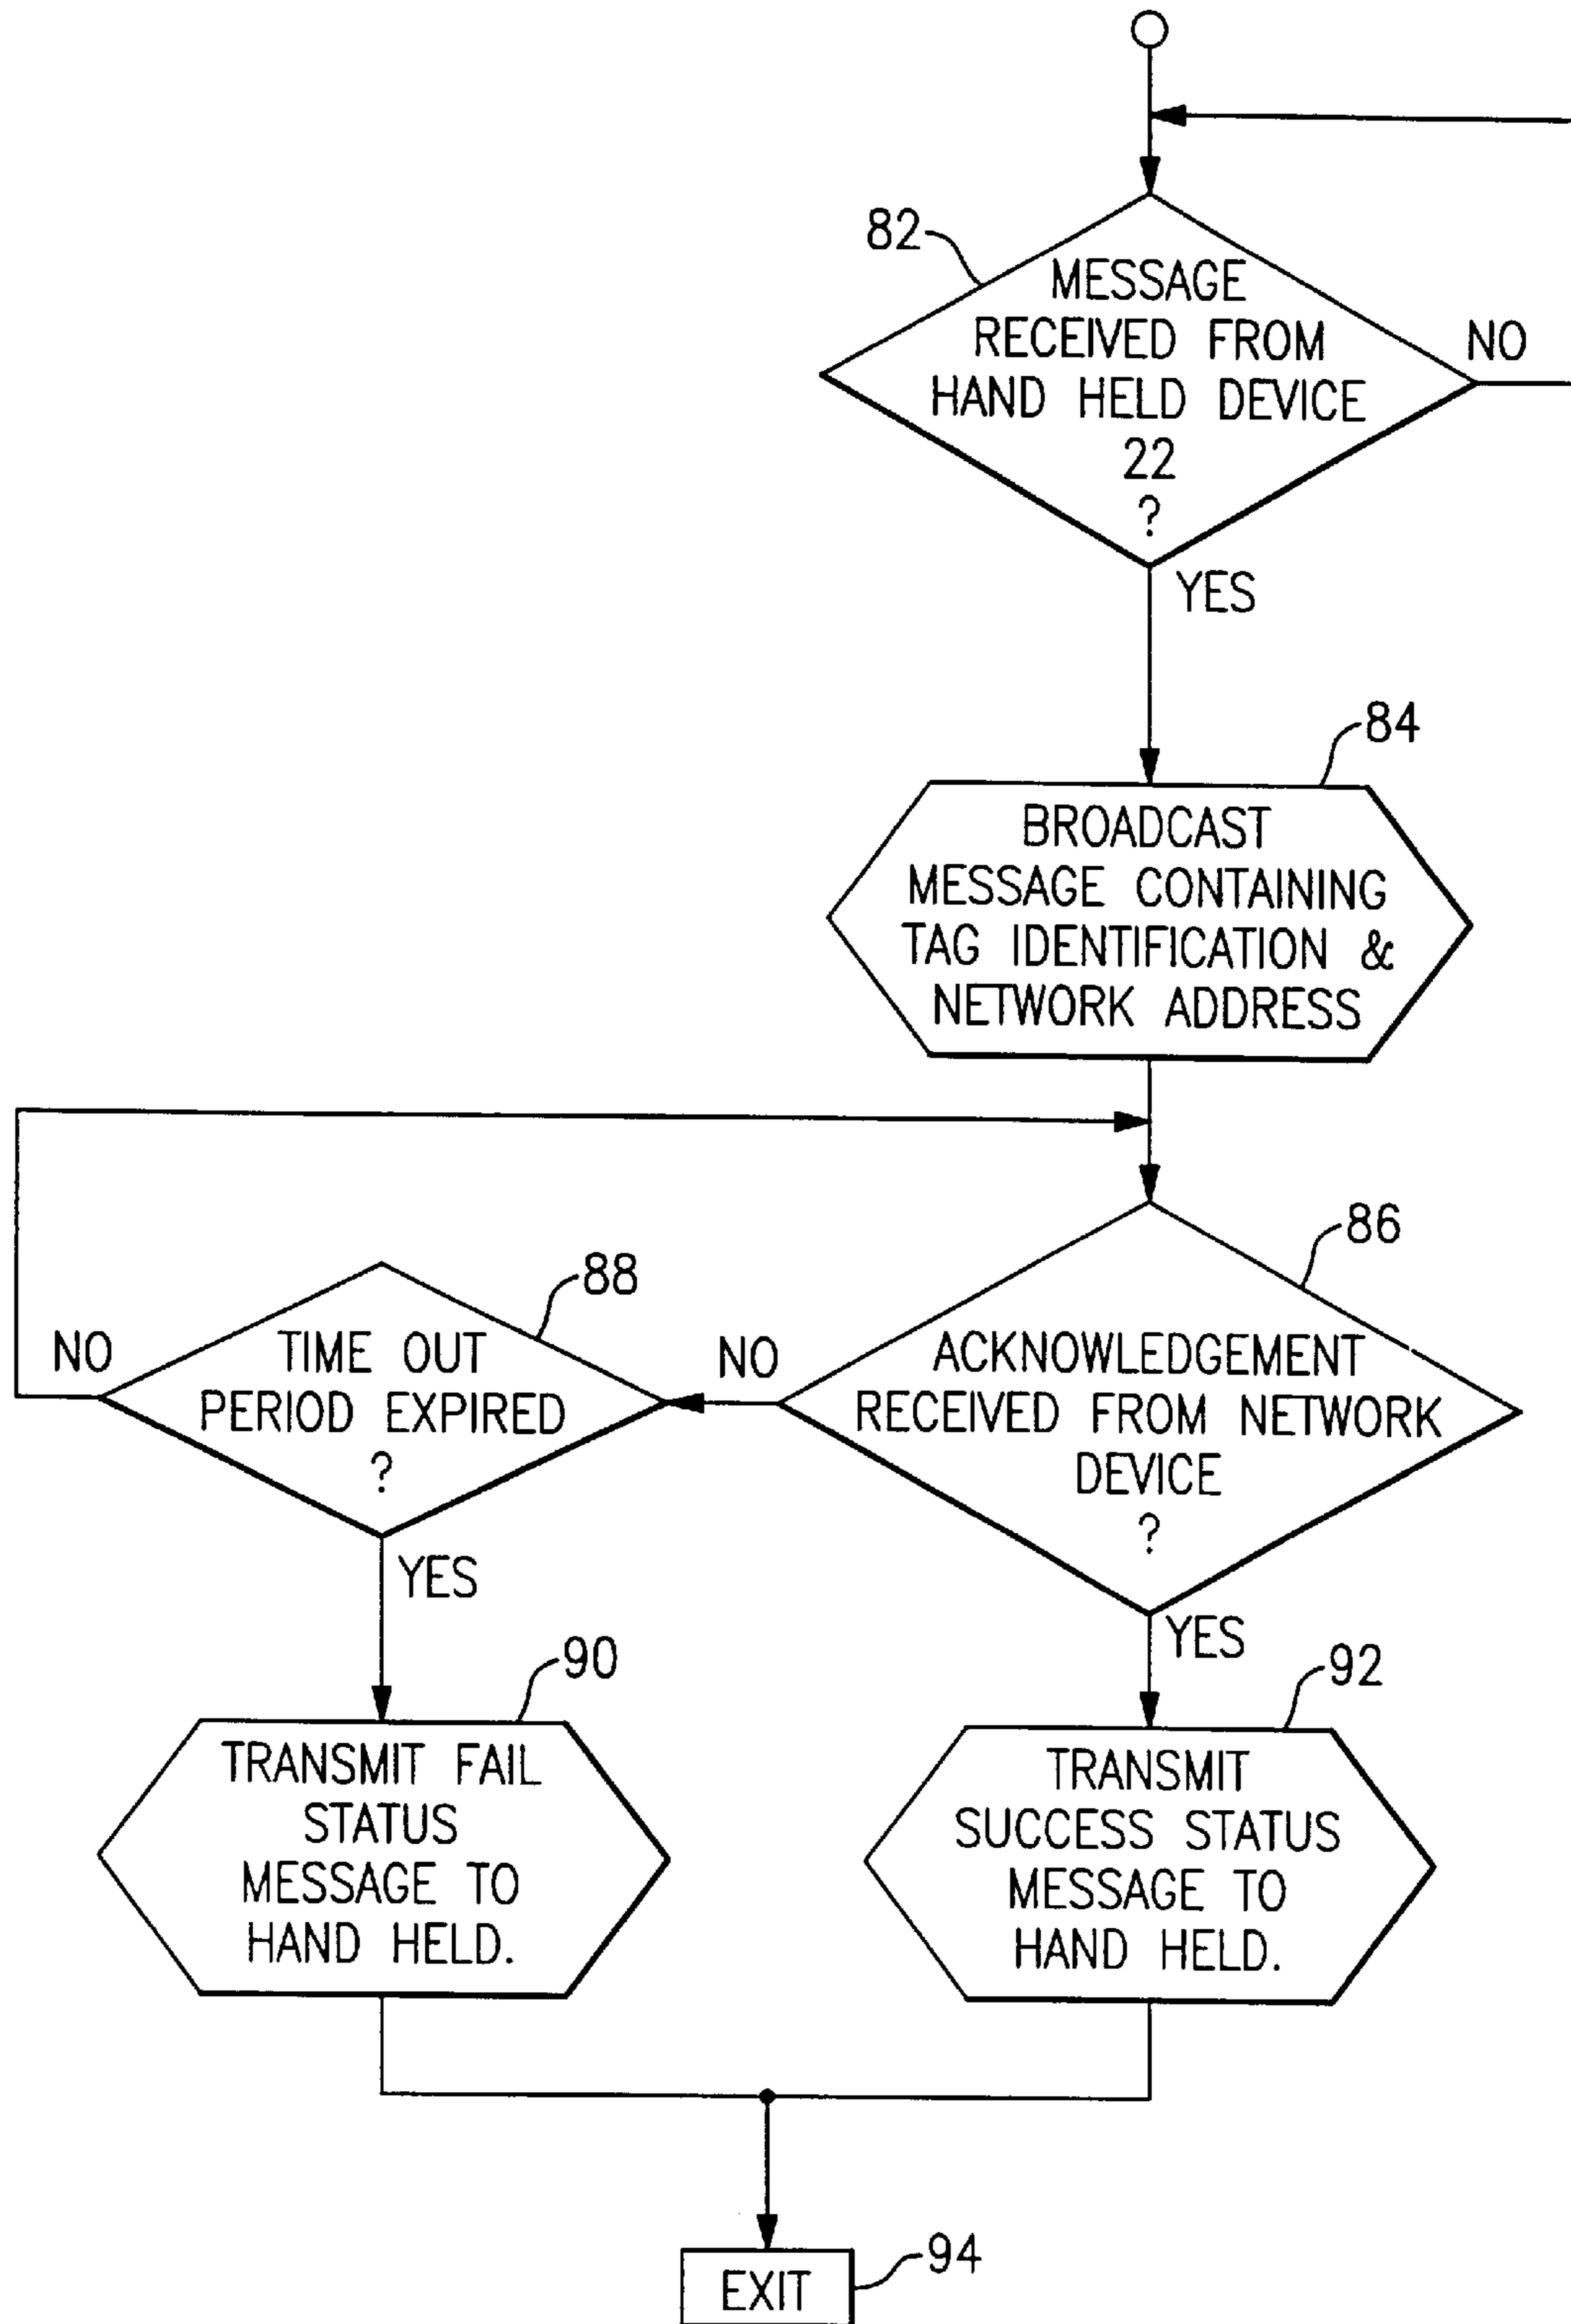 82
MESSAGE
RECEIVED FROM
HAND HELD DEVICE
22
?
NO
YES
84
BROADCAST
MESSAGE CONTAINING
TAG IDENTIFICATION &
NETWORK ADDRESS
86
ACKNOWLEDGEMENT
RECEIVED FROM NETWORK
DEVICE
?
NO
YES
88
TIME OUT
PERIOD EXPIRED
?
NO
YES
90
TRANSMIT FAIL
STATUS
MESSAGE TO
HAND HELD.
92
TRANSMIT
SUCCESS STATUS
MESSAGE TO
HAND HELD.
94
EXIT